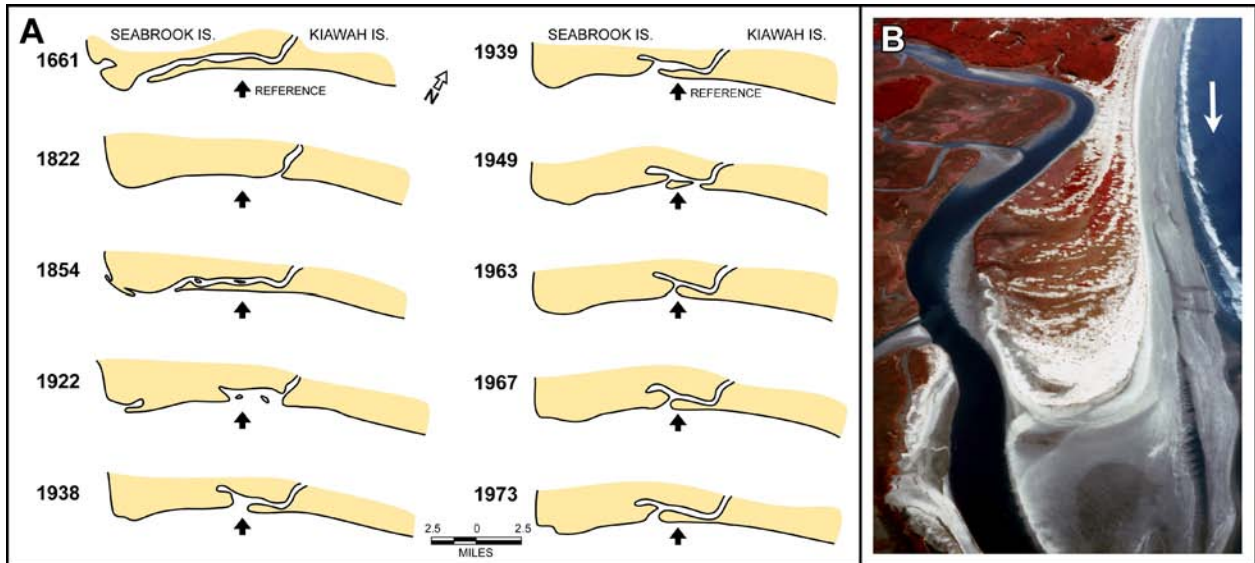 A
SEABROOK IS. KIAWAH IS.
1661
REFERENCE
N
1822
1854
1922
1938
SEABROOK IS. KIAWAH IS.
1939
REFERENCE
1949
1963
1967
1973
2.5 0 2.5
MILES
B